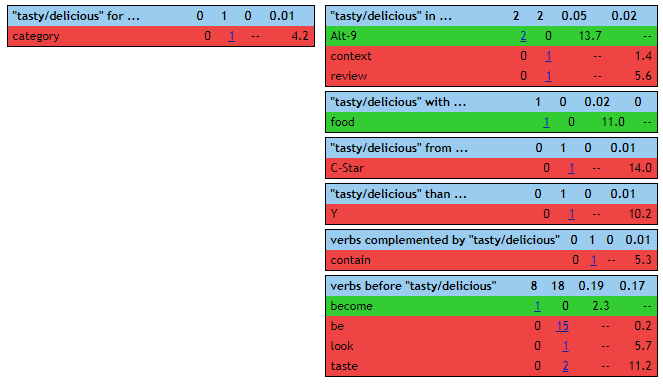 "tasty/delicious" for ... 0 1 0 0.01
category 0 1 -- 4.2
"tasty/delicious" in ... 2 2 0.05 0.02
Alt-9 2 0 13.7 --
context 0 1 -- 1.4
review 0 1 -- 5.6
"tasty/delicious" with ... 1 0 0.02 0
food 1 0 11.0 --
"tasty/delicious" from ... 0 1 0 0.01
C-Star 0 1 -- 14.0
"tasty/delicious" than ... 0 1 0 0.01
Y 0 1 -- 10.2
verbs complemented by "tasty/delicious" 0 1 0 0.01
contain 0 1 -- 5.3
verbs before "tasty/delicious" 8 18 0.19 0.17
become 1 0 2.3 --
be 0 15 -- 0.2
look 0 1 -- 5.7
taste 0 2 -- 11.2